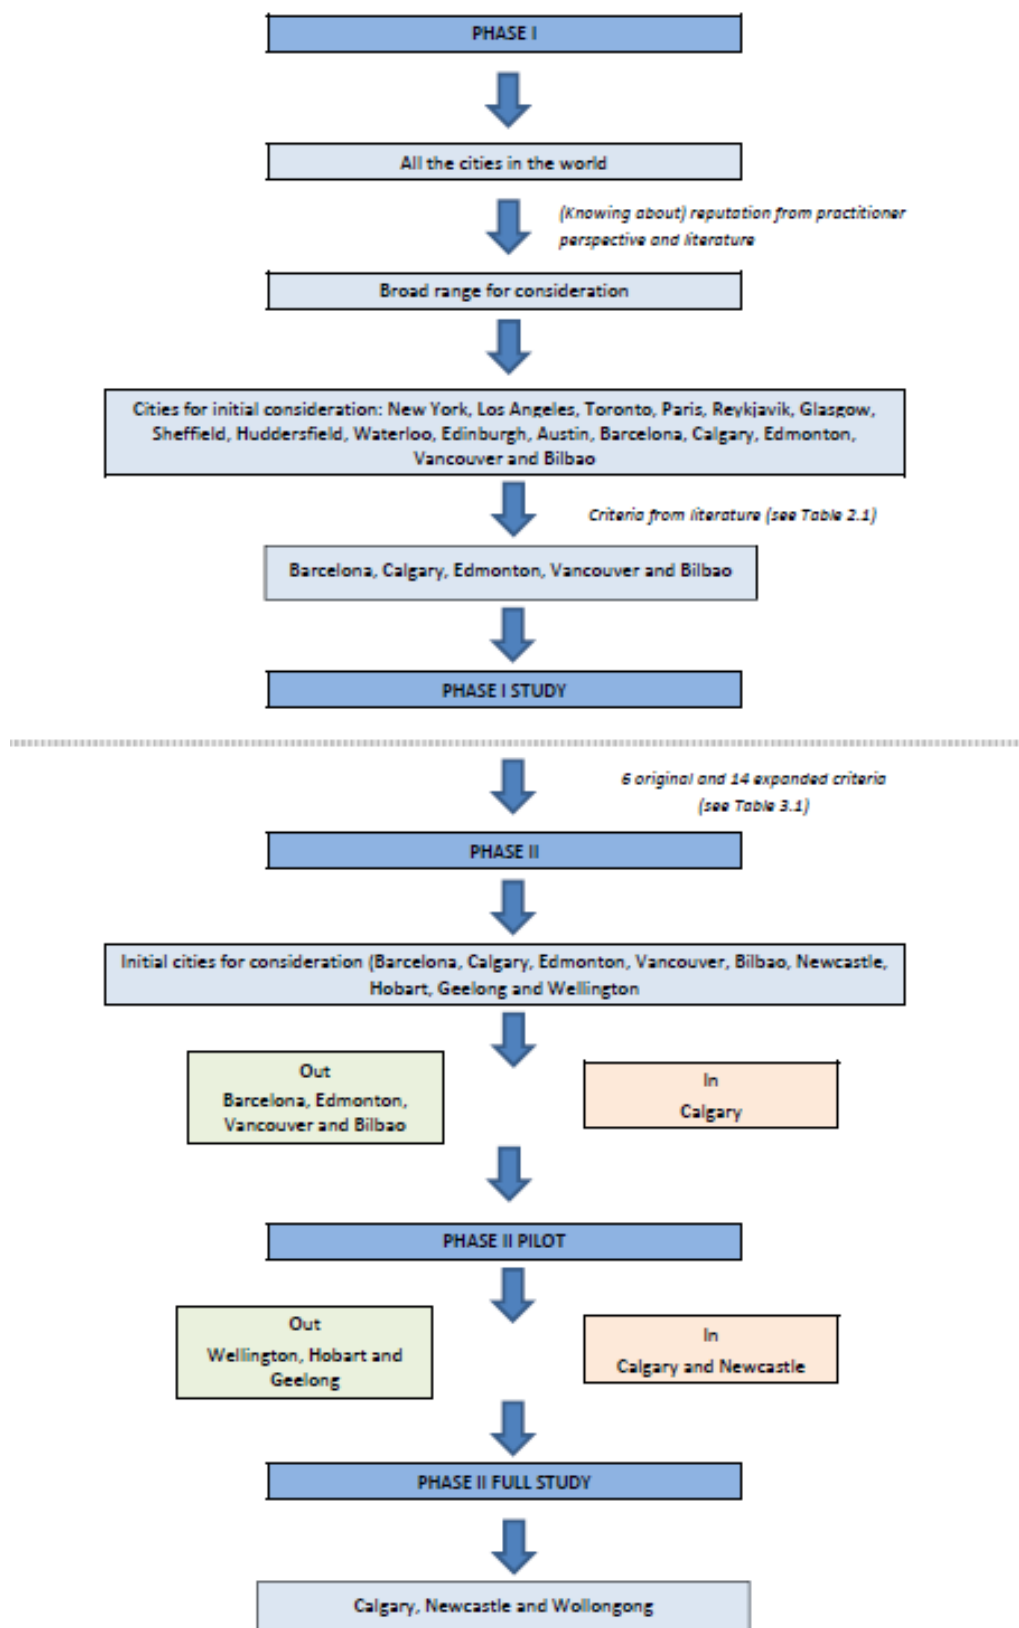 PHASE I
All the cities in the world
(Knowing about) reputation from practitioner
perspective and literature
Broad range for consideration
Cities for initial consideration: New York, Los Angeles, Toronto, Paris, Reykjavik, Glasgow,
Sheffield, Huddersfield, Waterloo, Edinburgh, Austin, Barcelona, Calgary, Edmonton,
Vancouver and Bilbao
Criteria from literature (see Table 2.1)
Barcelona, Calgary, Edmonton, Vancouver and Bilbao
PHASE I STUDY
6 original and 14 expanded criteria
(see Table 3.1)
PHASE II
Initial cities for consideration (Barcelona, Calgary, Edmonton, Vancouver, Bilbao, Newcastle,
Hobart, Geelong and Wellington
Out
Barcelona, Edmonton,
Vancouver and Bilbao
In
Calgary
PHASE II PILOT
Out
Wellington, Hobart and
Geelong
In
Calgary and Newcastle
PHASE II FULL STUDY
Calgary, Newcastle and Wollongong